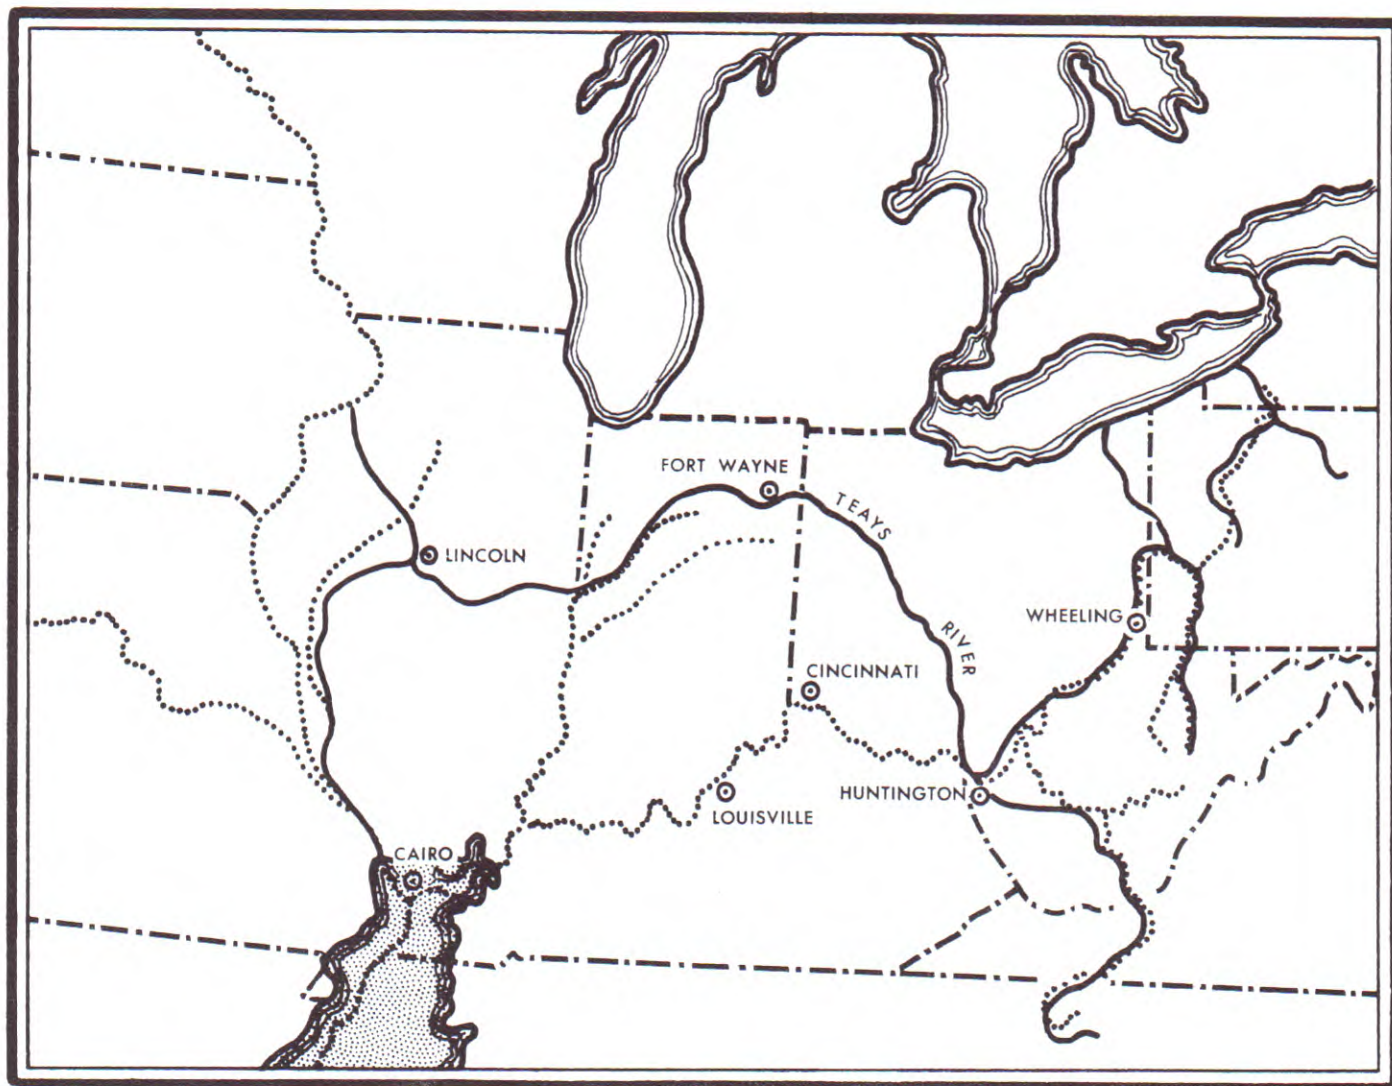 FORT WAYNE
TEAYS
RIVER
LINCOLN
WHEELING
CINCINNATI
HUNTINGTON
LOUISVILLE
CAIRO